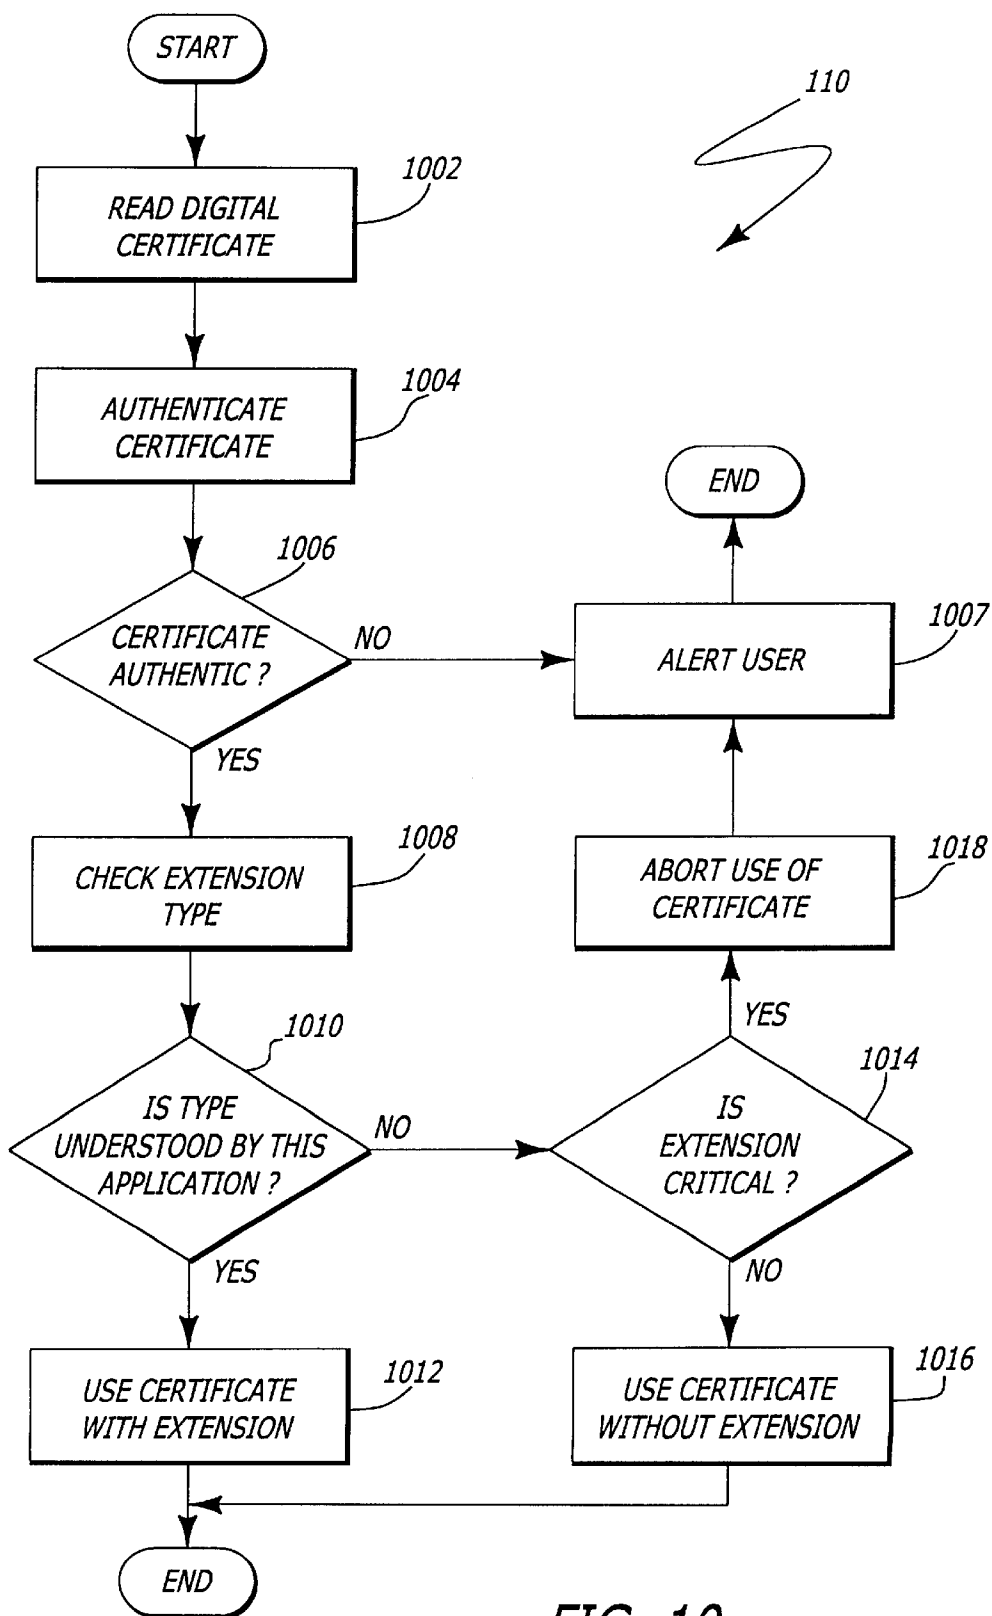 START
110
1002
READ DIGITAL
CERTIFICATE
1004
AUTHENTICATE
CERTIFICATE
END
1006
CERTIFICATE
AUTHENTIC ?
NO
1007
ALERT USER
YES
1008
CHECK EXTENSION
TYPE
1018
ABORT USE OF
CERTIFICATE
YES
1010
IS TYPE
UNDERSTOOD BY THIS
APPLICATION ?
NO
1014
IS
EXTENSION
CRITICAL ?
YES
NO
1012
USE CERTIFICATE
WITH EXTENSION
1016
USE CERTIFICATE
WITHOUT EXTENSION
END
FIG. 10